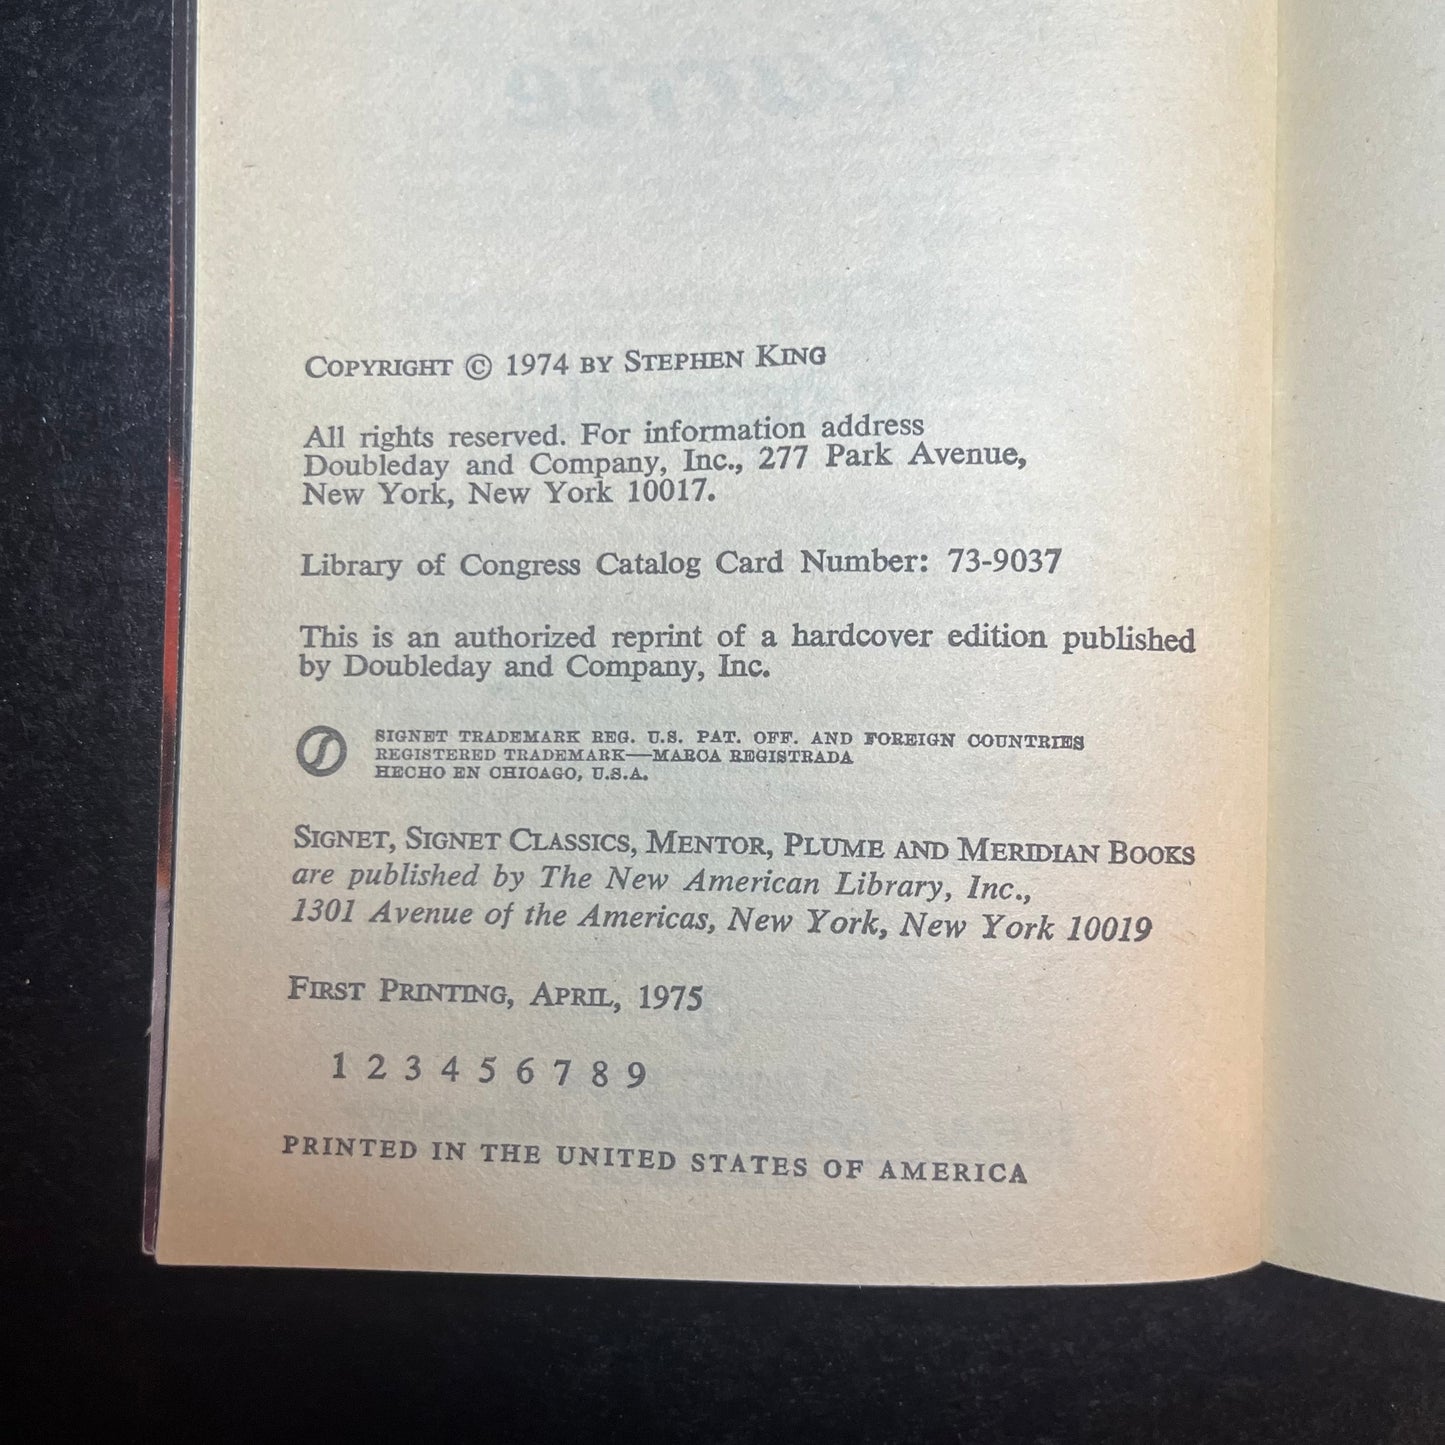 Carrie
COPYRIGHT © 1974 BY STEPHEN KING
All rights reserved. For information address
Doubleday and Company, Inc., 277 Park Avenue,
New York, New York 10017.
Library of Congress Catalog Card Number: 73-9037
This is an authorized reprint of a hardcover edition published
by Doubleday and Company, Inc.
SIGNET TRADEMARK REG. U.S. PAT. OFF. AND FOREIGN COUNTRIES
REGISTERED TRADEMARK—MARCA REGISTRADA
HECHO EN CHICAGO, U.S.A.
SIGNET, SIGNET CLASSICS, MENTOR, PLUME AND MERIDIAN BOOKS
are published by The New American Library, Inc.,
1301 Avenue of the Americas, New York, New York 10019
FIRST PRINTING, APRIL, 1975
1 2 3 4 5 6 7 8 9
PRINTED IN THE UNITED STATES OF AMERICA